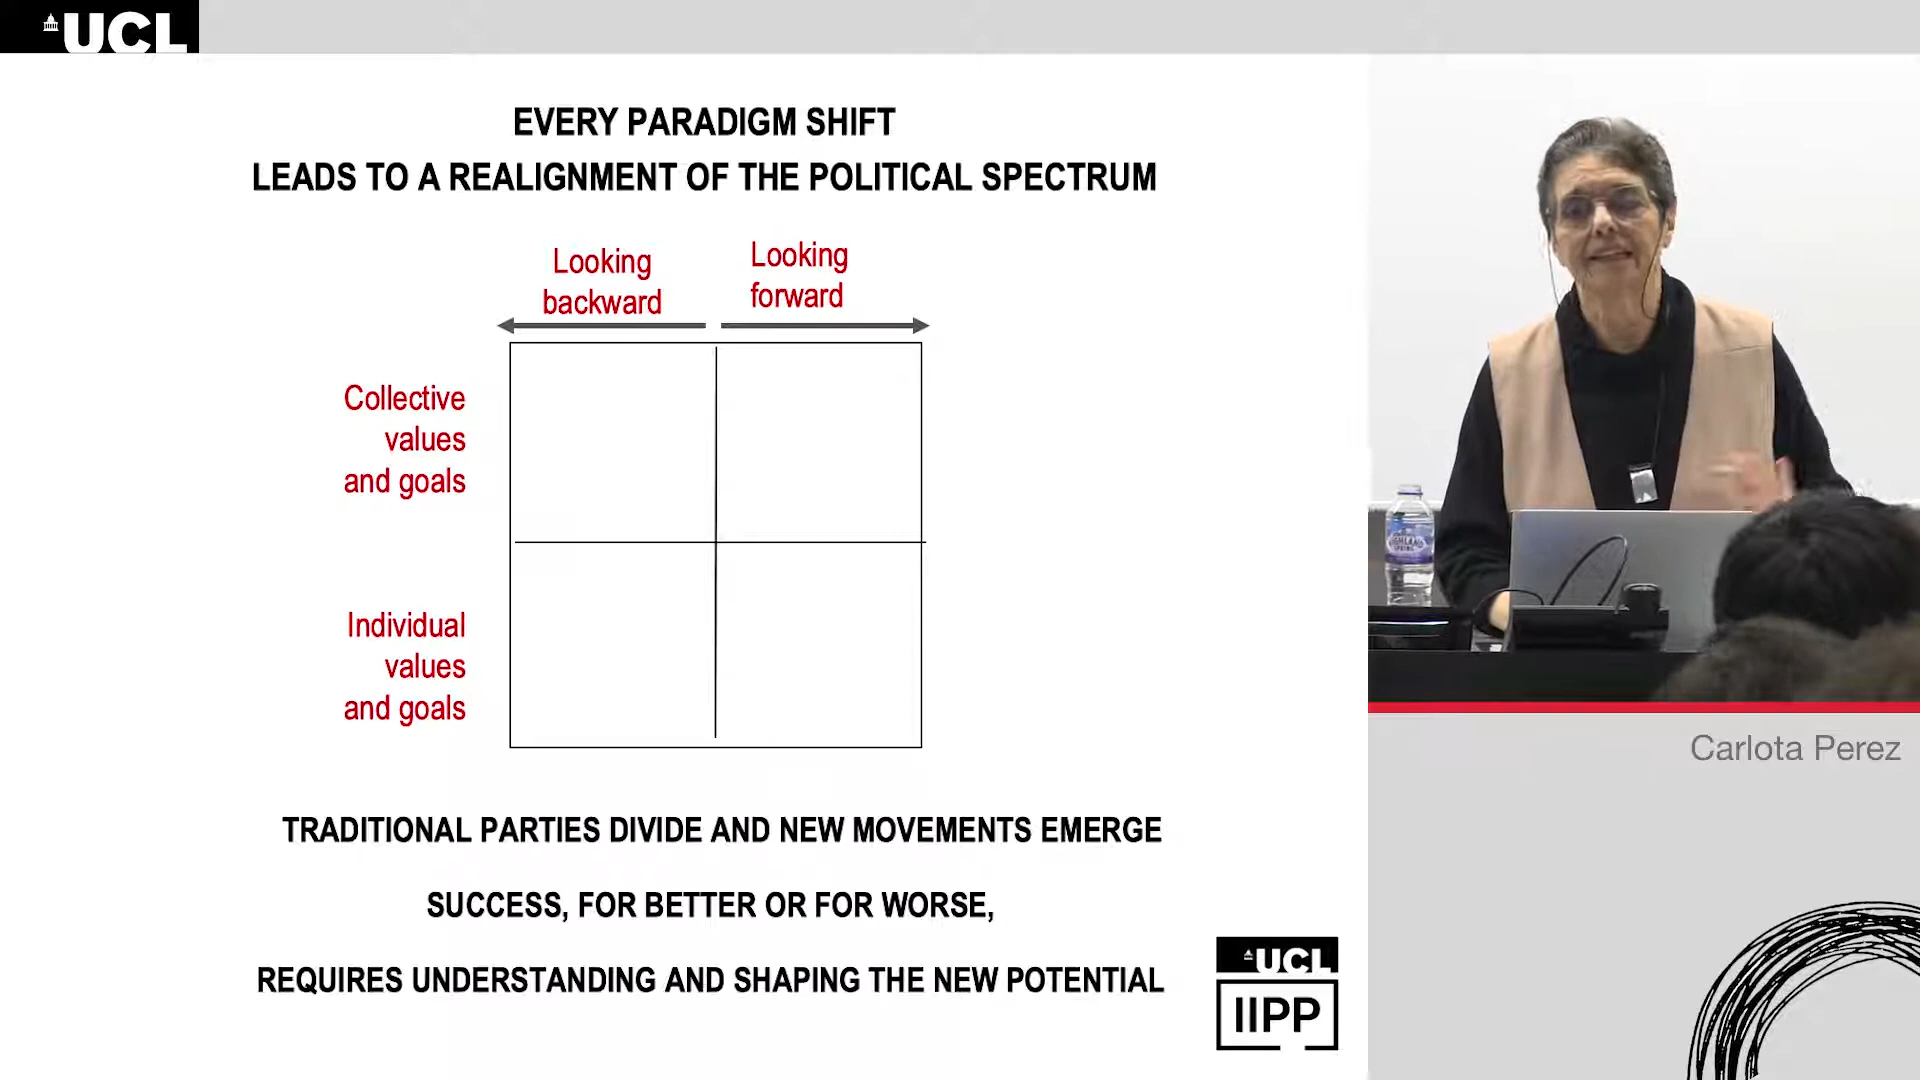 UCL
EVERY PARADIGM SHIFT
LEADS TO A REALIGNMENT OF THE POLITICAL SPECTRUM
Looking
backward
Looking
forward
Collective
values
and goals
Individual
values
and goals
TRADITIONAL PARTIES DIVIDE AND NEW MOVEMENTS EMERGE
SUCCESS, FOR BETTER OR FOR WORSE,
REQUIRES UNDERSTANDING AND SHAPING THE NEW POTENTIAL
UCL
IIPP
Carlota Perez